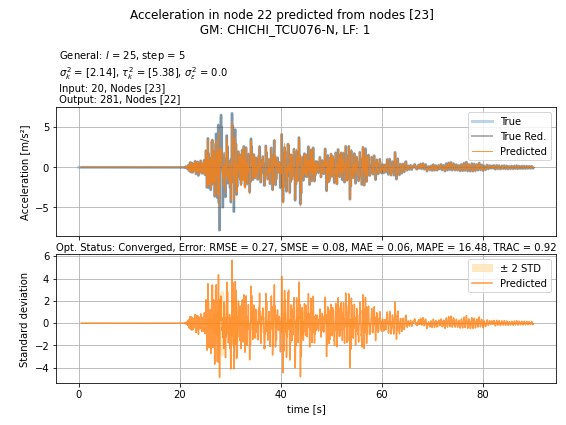 Acceleration in node 22 predicted from nodes [23]
GM: CHICHI_TCU076-N, LF: 1
General: l = 25, step = 5
σ²ₖ = [2.14], τ²ₖ = [5.38], σ²ε = 0.0
Input: 20, Nodes [23]
Output: 281, Nodes [22]
Acceleration [m/s²]
5
0
−5
True
True Red.
Predicted
Opt. Status: Converged, Error: RMSE = 0.27, SMSE = 0.08, MAE = 0.06, MAPE = 16.48, TRAC = 0.92
Standard deviation
6
4
2
0
−2
−4
± 2 STD
Predicted
0 20 40 60 80
time [s]